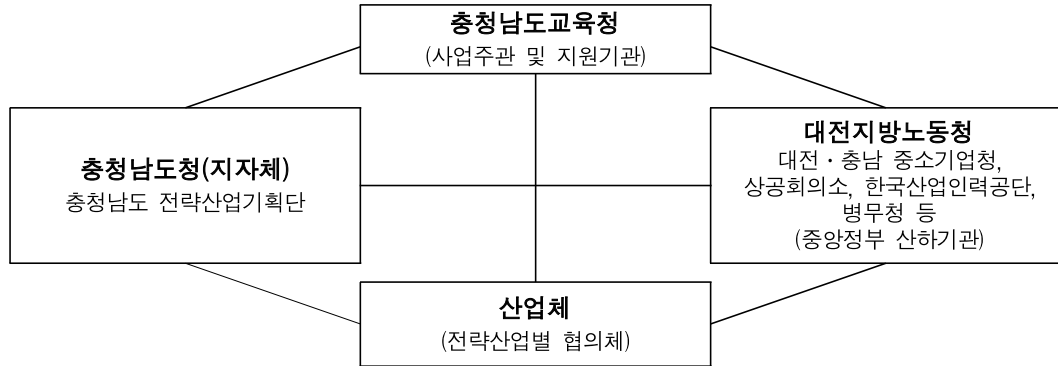 충청남도교육청
(사업주관 및 지원기관)
충청남도청(지자체)
충청남도 전략산업기획단
대전지방노동청
대전·충남 중소기업청,
상공회의소, 한국산업인력공단,
병무청 등
(중앙정부 산하기관)
산업체
(전략산업별 협의체)